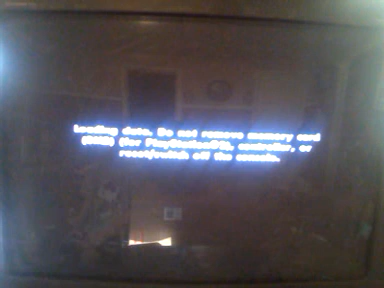 Loading data. Do not remove memory card
(8MB) (for PlayStation®2), controller, or
reset/switch off the console.